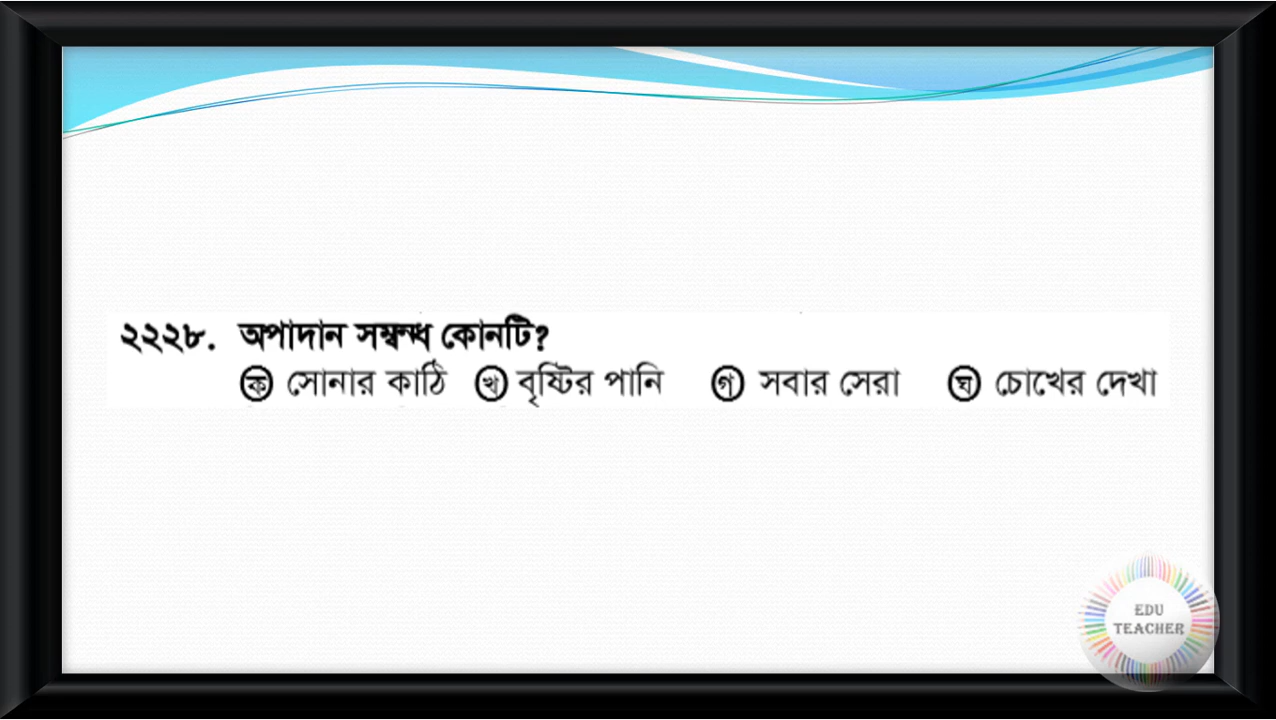 ২২২৮. অপাদান সম্বন্ধ কোনটি?
ক সোনার কাঠি খ বৃষ্টির পানি গ সবার সেরা ঘ চোখের দেখা
EDU
TEACHER